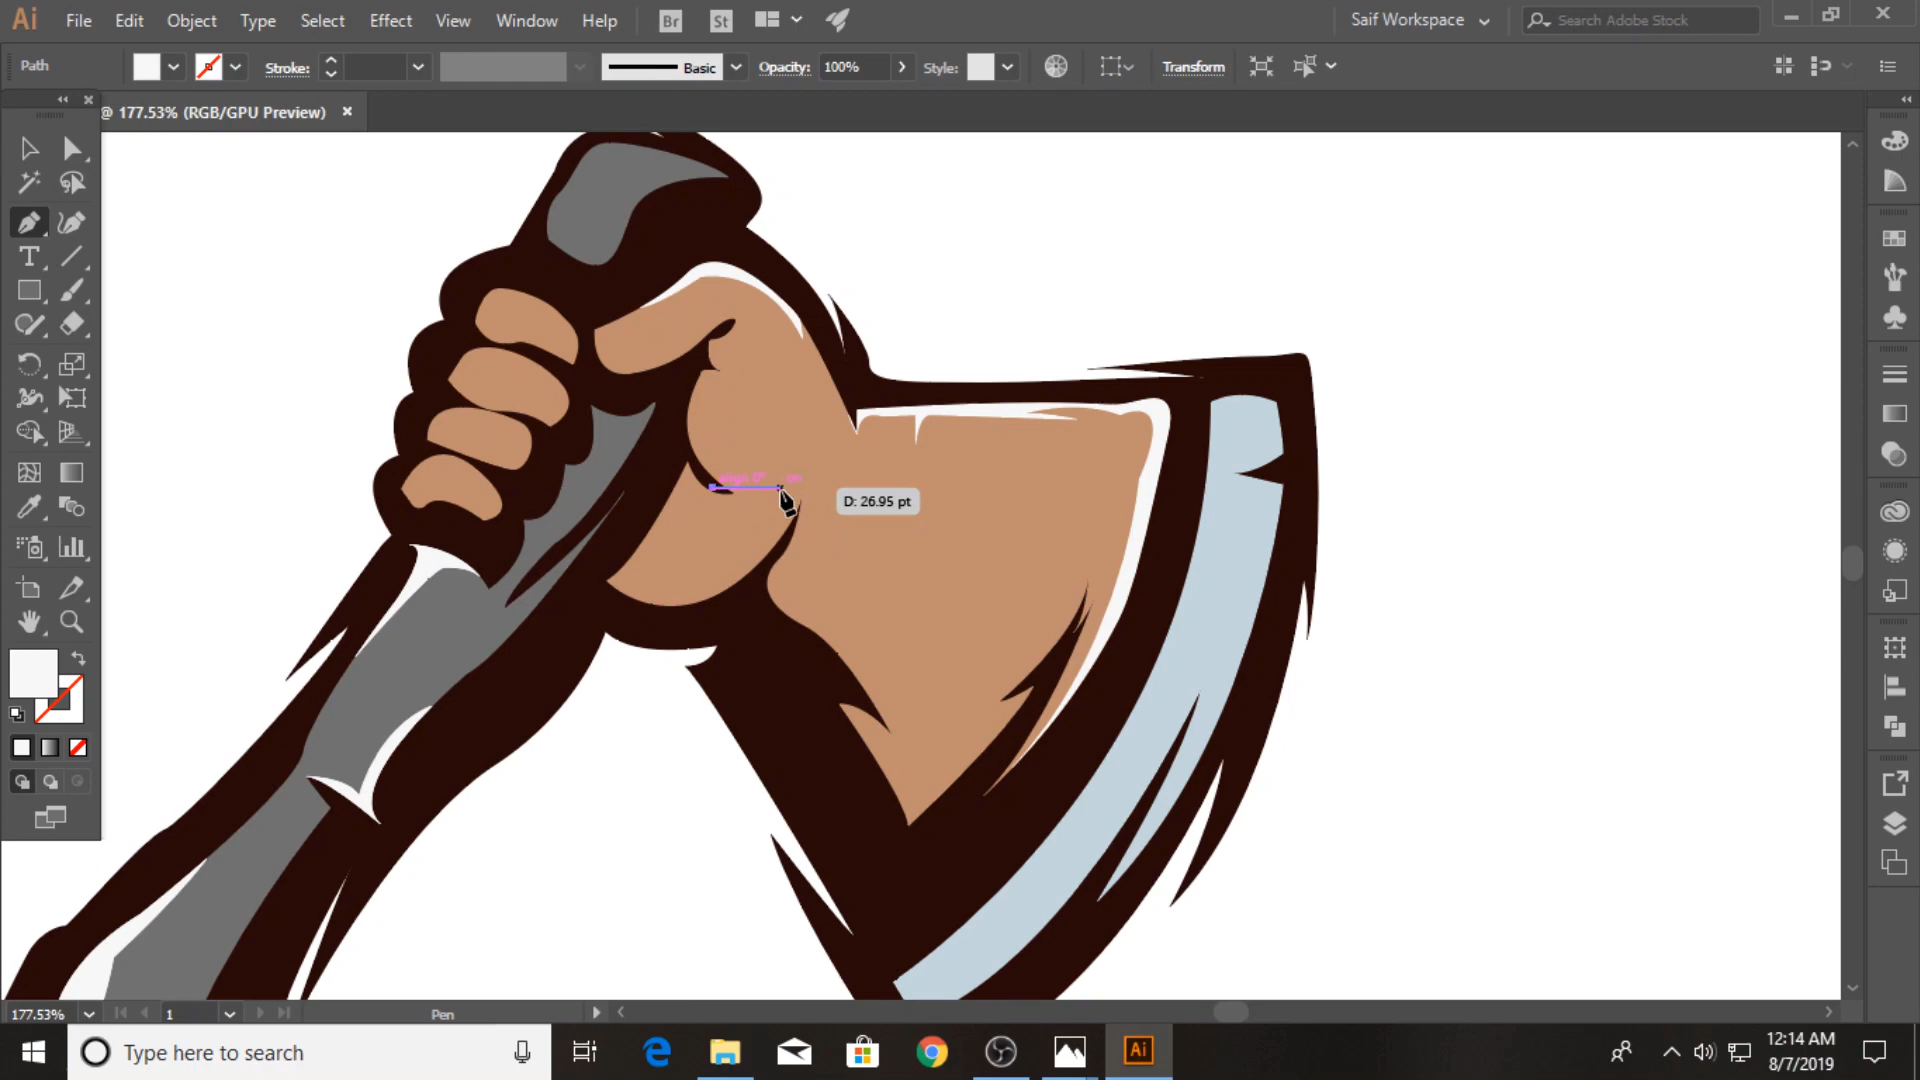 Ai File Edit Object Type Select Effect View Window Help Br St Saif Workspace Search Adobe Stock
Path Stroke: Basic Opacity: 100% Style: Transform
@ 177.53% (RGB/GPU Preview)
D: 26.95 pt
177.53% 1 Pen
Type here to search Ai 12:14 AM
8/7/2019